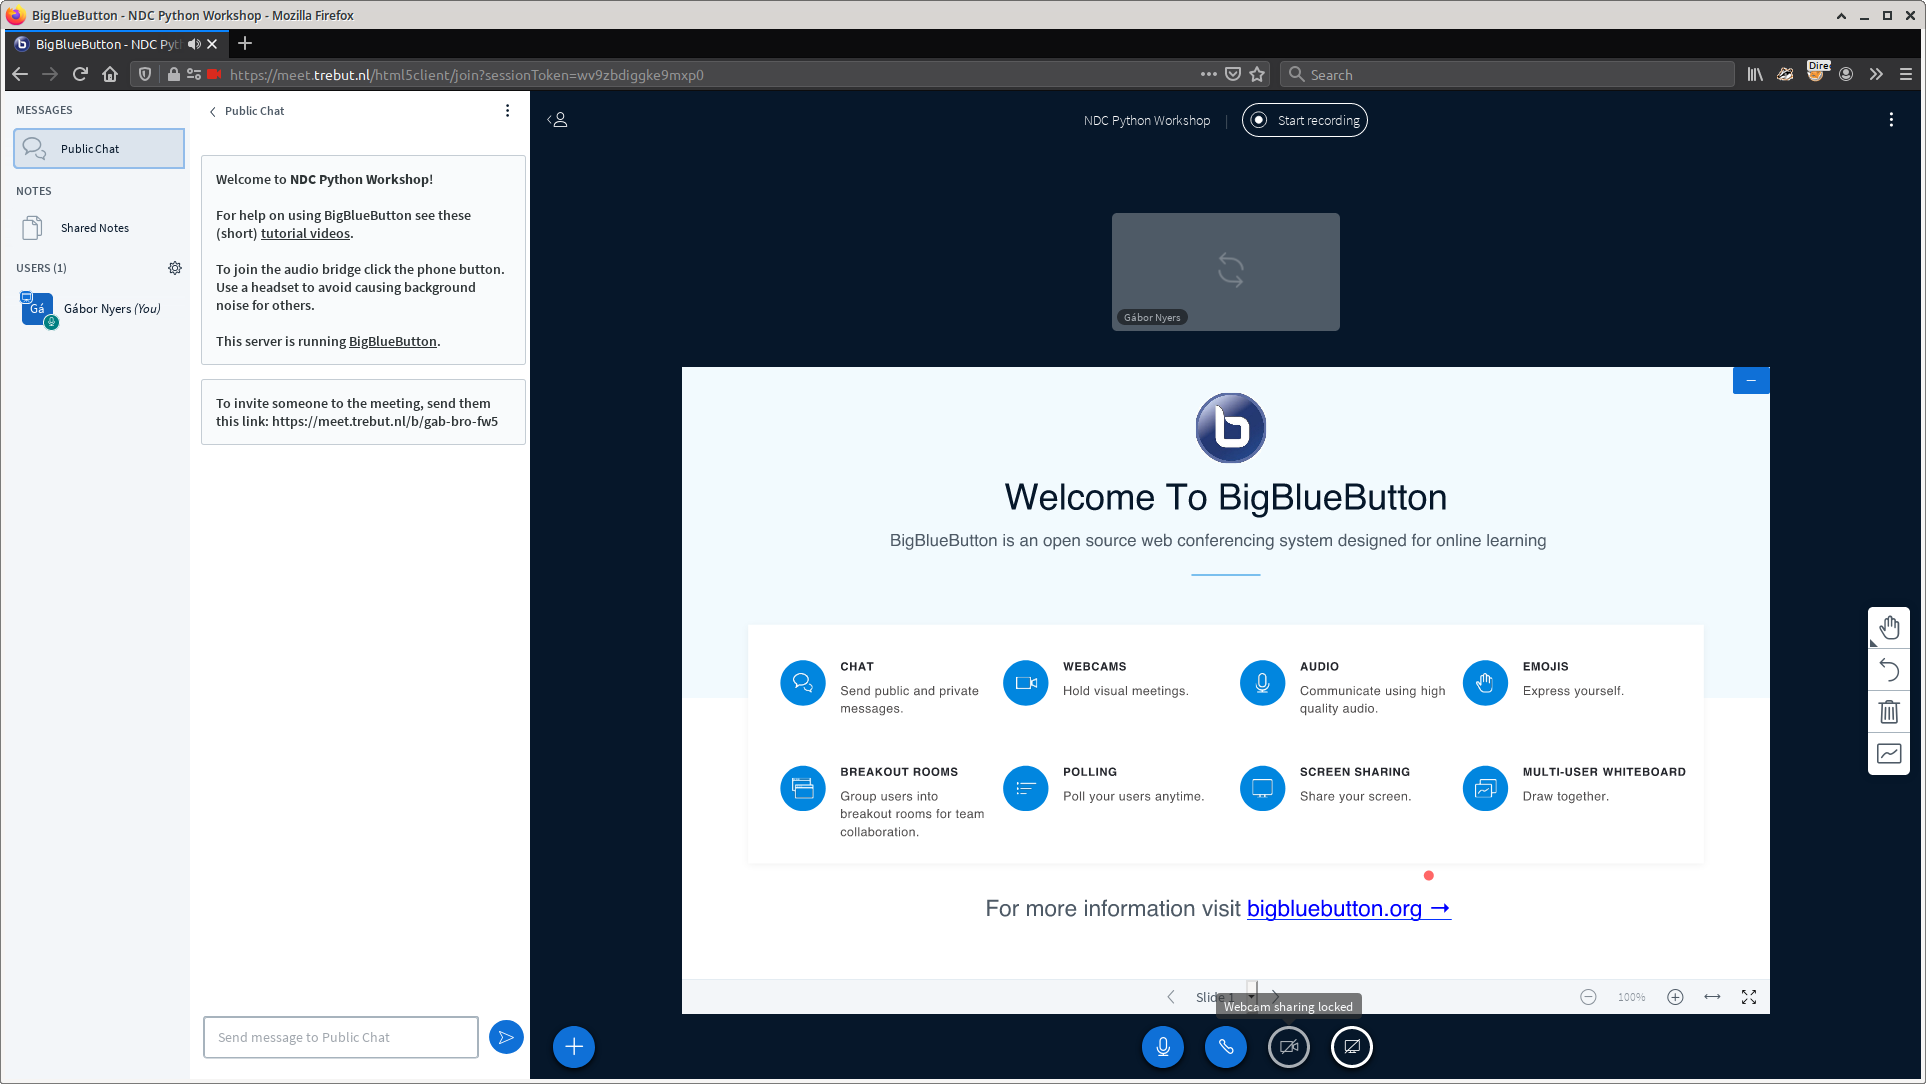 BigBlueButton - NDC Python Workshop - Mozilla Firefox
BigBlueButton - NDC Pyt
https://meet.trebut.nl/html5client/join?sessionToken=wv9zbdiggke9mxp0
Search
Dire
MESSAGES
Public Chat
NOTES
Shared Notes
USERS (1)
Gá
Gábor Nyers (You)
Public Chat
Welcome to NDC Python Workshop!
For help on using BigBlueButton see these
(short) tutorial videos.
To join the audio bridge click the phone button.
Use a headset to avoid causing background
noise for others.
This server is running BigBlueButton.
To invite someone to the meeting, send them
this link: https://meet.trebut.nl/b/gab-bro-fw5
Send message to Public Chat
NDC Python Workshop
Start recording
Gábor Nyers
Welcome To BigBlueButton
BigBlueButton is an open source web conferencing system designed for online learning
CHAT
Send public and private
messages.
WEBCAMS
Hold visual meetings.
AUDIO
Communicate using high
quality audio.
EMOJIS
Express yourself.
BREAKOUT ROOMS
Group users into
breakout rooms for team
collaboration.
POLLING
Poll your users anytime.
SCREEN SHARING
Share your screen.
MULTI-USER WHITEBOARD
Draw together.
For more information visit bigbluebutton.org →
Slide 1
100%
Webcam sharing locked